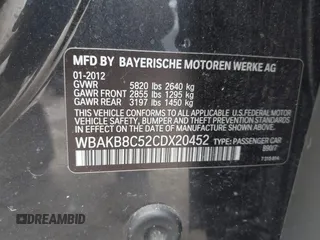 MFD BY BAYERISCHE MOTOREN WERKE AG
01-2012
GVWR 5820 lbs 2640 kg
GAWR FRONT 2855 lbs 1295 kg
GAWR REAR 3197 lbs 1450 kg
THIS VEHICLE CONFORMS TO ALL APPLICABLE U.S.FEDERAL MOTOR
VEHICLE SAFETY, BUMPER AND THEFT PREVENTION STANDARDS
IN EFFECT ON THE DATE OF MANUFACTURE SHOWN ABOVE.
WBAKB8C52CDX20452 TYPE: PASSENGER CAR
@DREAMBID